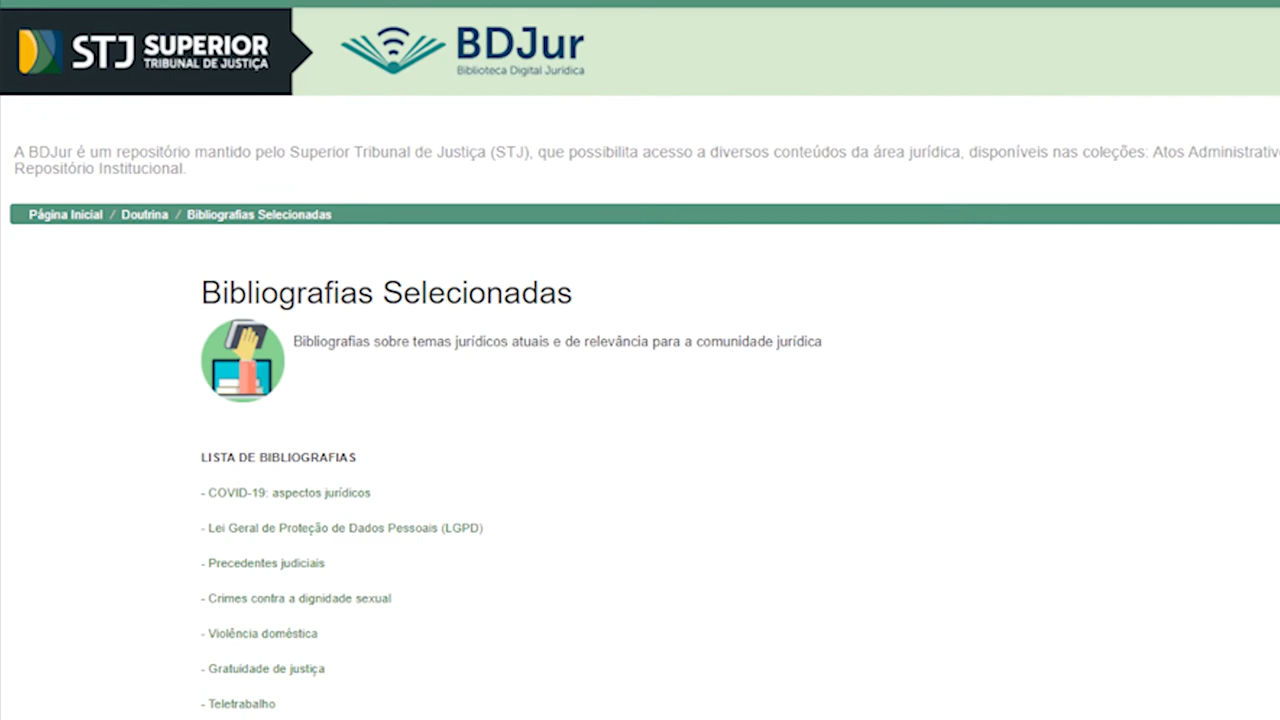 STJ SUPERIOR
TRIBUNAL DE JUSTIÇA
BDJur
Biblioteca Digital Jurídica
A BDJur é um repositório mantido pelo Superior Tribunal de Justiça (STJ), que possibilita acesso a diversos conteúdos da área jurídica, disponíveis nas coleções: Atos Administrativo
Repositório Institucional.
Página Inicial / Doutrina / Bibliografias Selecionadas
Bibliografias Selecionadas
Bibliografias sobre temas jurídicos atuais e de relevância para a comunidade jurídica
LISTA DE BIBLIOGRAFIAS
- COVID-19: aspectos jurídicos
- Lei Geral de Proteção de Dados Pessoais (LGPD)
- Precedentes judiciais
- Crimes contra a dignidade sexual
- Violência doméstica
- Gratuidade de justiça
- Teletrabalho